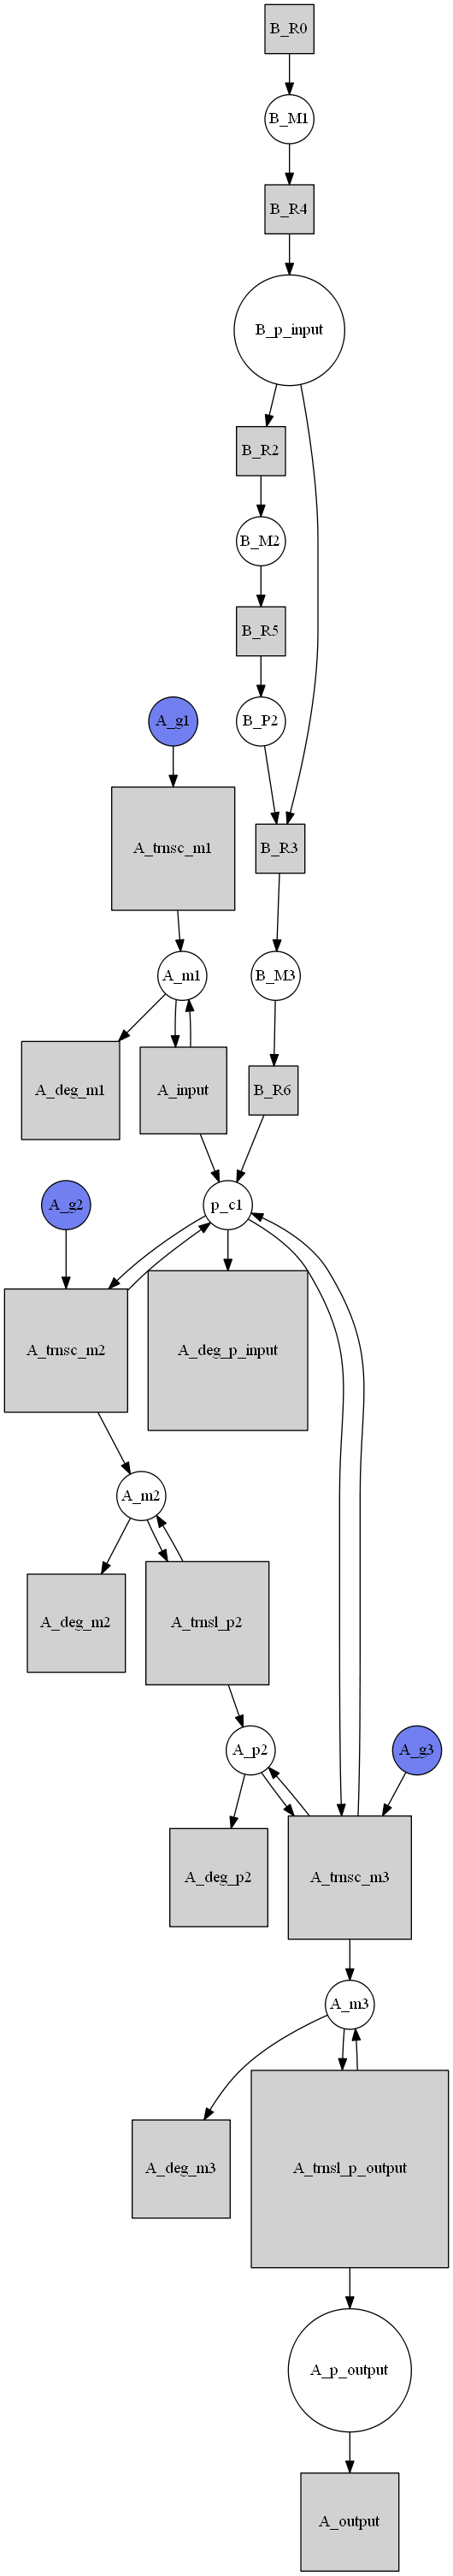 B_R0
B_M1
B_R4
B_p_input
B_R2
B_M2
B_R5
A_g1
B_P2
A_trnsc_m1
B_R3
A_m1
B_M3
A_deg_m1
A_input
B_R6
A_g2
p_c1
A_trnsc_m2
A_deg_p_input
A_m2
A_deg_m2
A_trnsl_p2
A_p2
A_g3
A_deg_p2
A_trnsc_m3
A_m3
A_deg_m3
A_trnsl_p_output
A_p_output
A_output